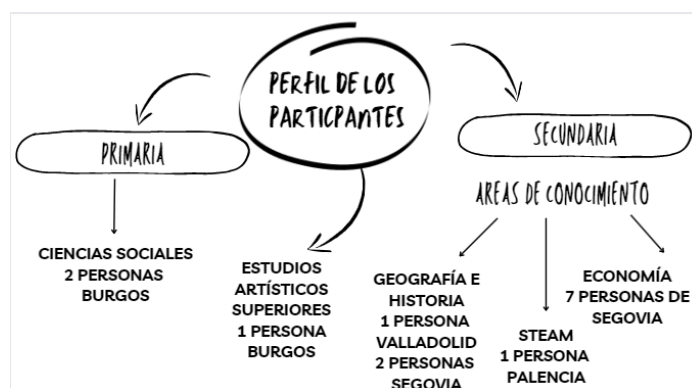 PERFIL DE LOS
PARTICPANTES
PRIMARIA
CIENCIAS SOCIALES
2 PERSONAS
BURGOS
ESTUDIOS
ARTÍSTICOS
SUPERIORES
1 PERSONA
BURGOS
SECUNDARIA
AREAS DE CONOCIMIENTO
GEOGRAFÍA E
HISTORIA
1 PERSONA
VALLADOLID
2 PERSONAS
SEGOVIA
STEAM
1 PERSONA
PALENCIA
ECONOMÍA
7 PERSONAS DE
SEGOVIA